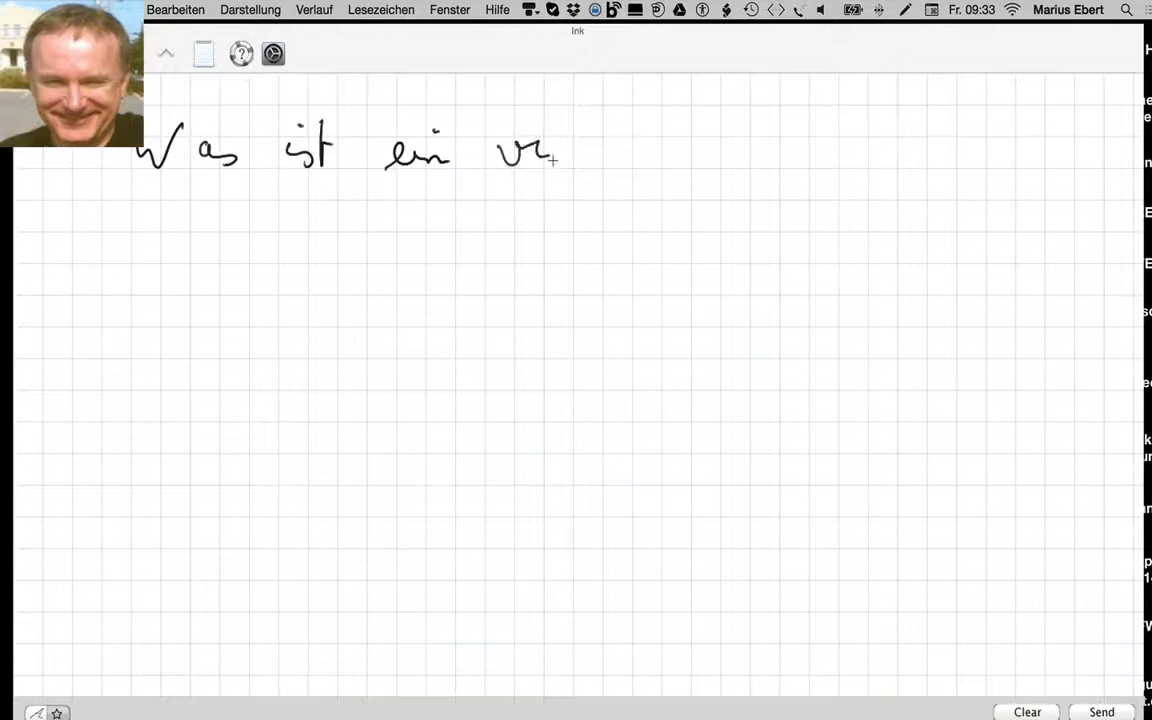 Bearbeiten Darstellung Verlauf Lesezeichen Fenster Hilfe Fr. 09:33 Marius Ebert
Ink
Was ist ein
Clear Send